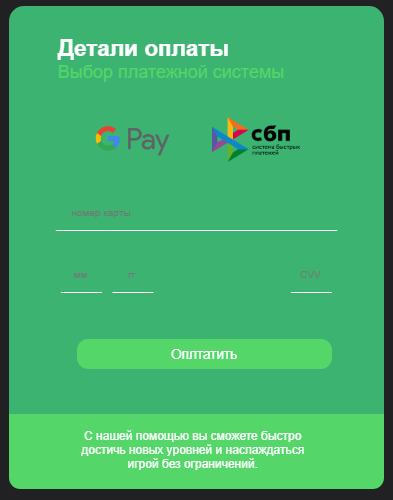 Детали оплаты
Выбор платежной системы
G Pay
сбп
система быстрых
платежей
номер карты
мм гг CVV
Оплтатить
С нашей помощью вы сможете быстро
достичь новых уровней и наслаждаться
игрой без ограничений.